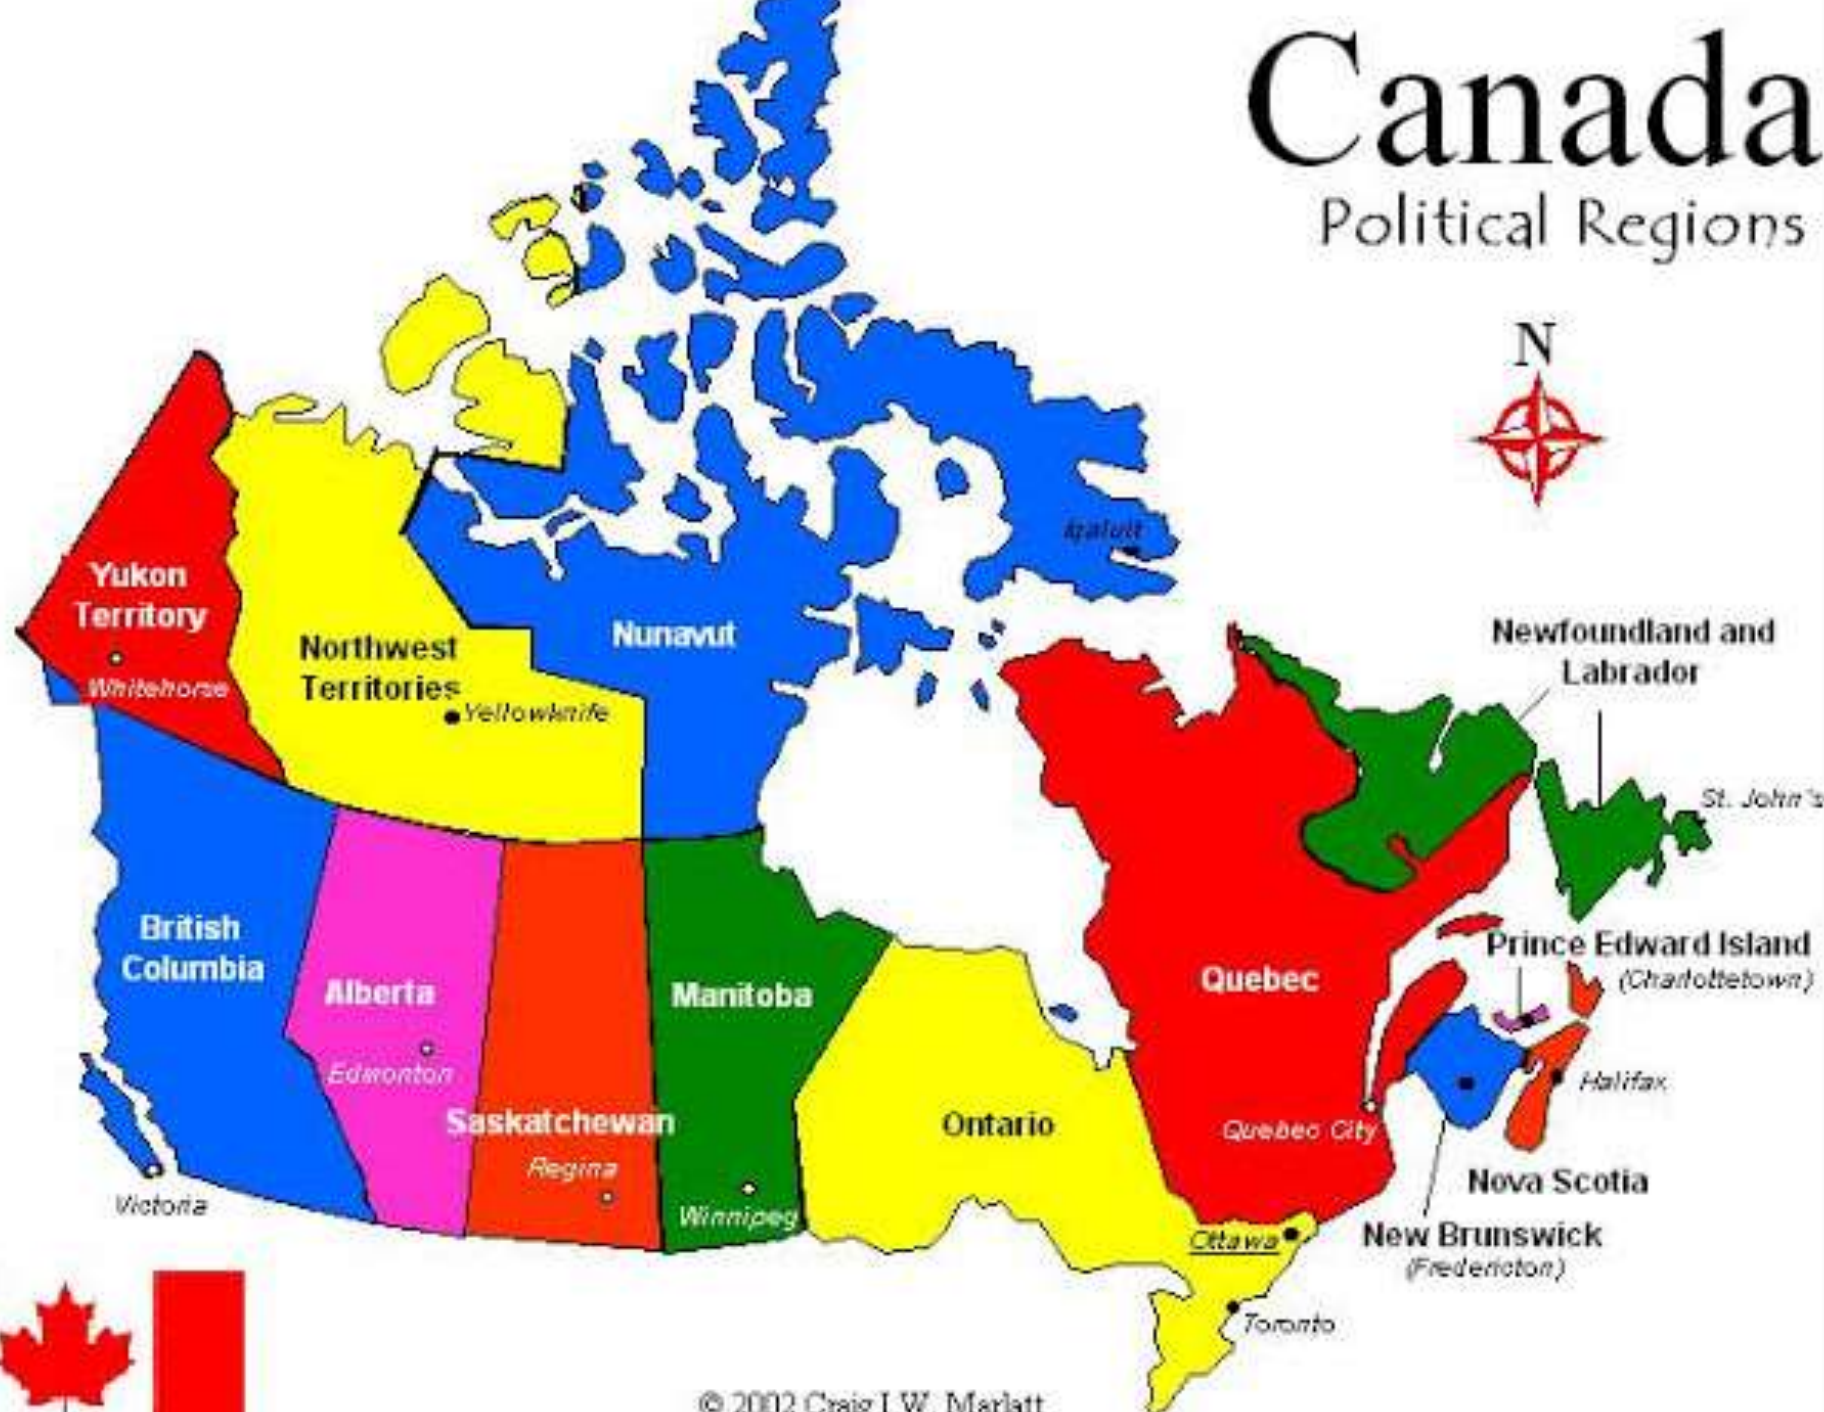 Canada
Political Regions
N
Iqaluit
Yukon
Territory
Whitehorse
Northwest
Territories
Yellowknife
Nunavut
Newfoundland and
Labrador
St. John's
British
Columbia
Alberta
Edmonton
Saskatchewan
Regina
Manitoba
Winnipeg
Ontario
Quebec
Quebec City
Prince Edward Island
(Charlottetown)
Halifax
Nova Scotia
New Brunswick
(Fredericton)
Victoria
Ottawa
Toronto
© 2002 Craig I.W. Marlatt